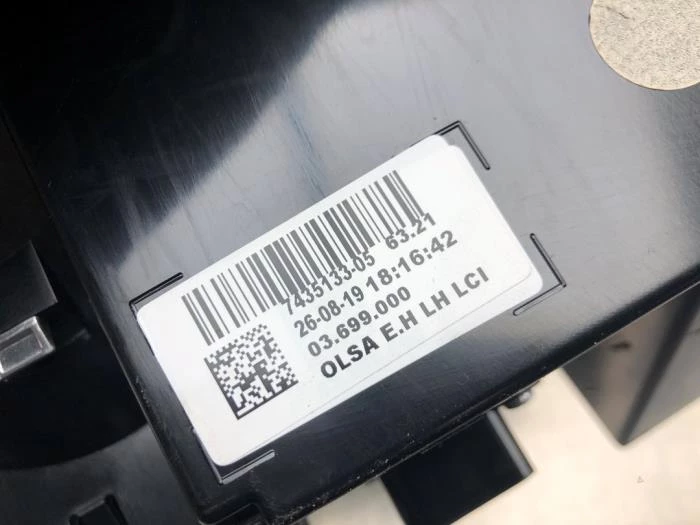 7435133-05 63.21
26-08-19 18:16:42
03.699.000
OLSA E.H LH LCI